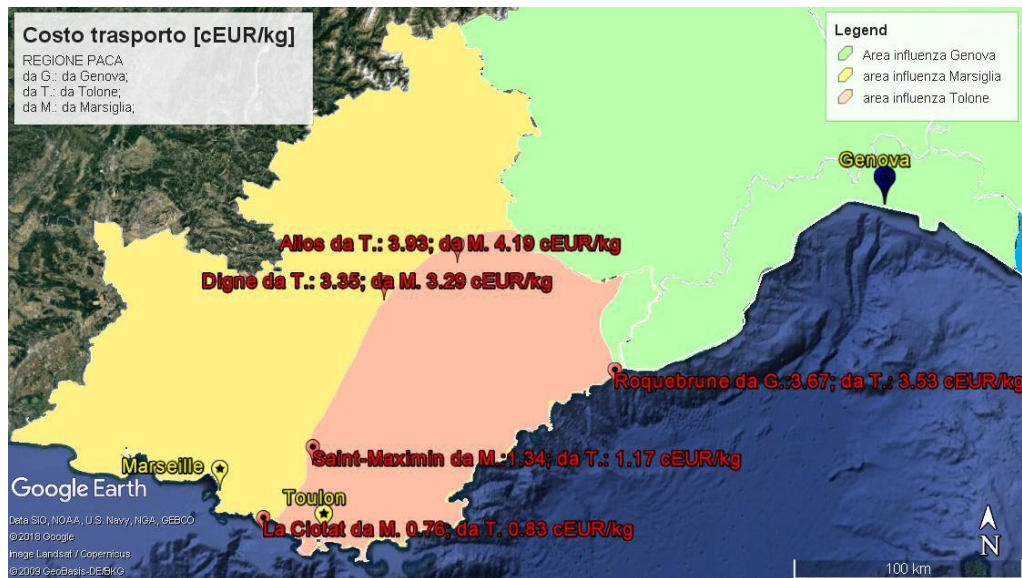 Costo trasporto [cEUR/kg]
REGIONE PACA
da G.: da Genova;
da T.: da Tolone;
da M.: da Marsiglia;
Legend
Area influenza Genova
area influenza Marsiglia
area influenza Tolone
Genova
Allos da T.: 3.93; da M. 4.19 cEUR/kg
Digne da T.: 3.35; da M. 3.29 cEUR/kg
Roquebrune da G.:3.67; da T.: 3.53 cEUR/kg
Saint-Maximin da M.:1.34; da T.: 1.17 cEUR/kg
Marseille
Toulon
La Ciotat da M. 0.76; da T. 0.83 cEUR/kg
Google Earth
Data SIO, NOAA, U.S. Navy, NGA, GEBCO
© 2018 Google
Image Landsat / Copernicus
© 2009 GeoBasis-DE/BKG
N
100 km